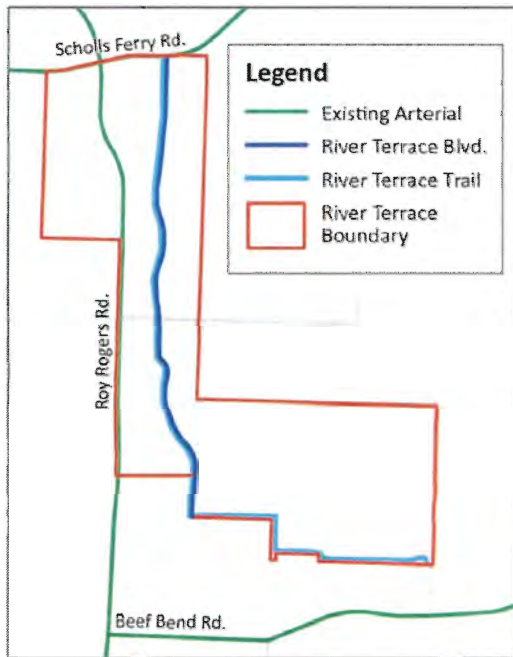 Scholls Ferry Rd.
Legend
Existing Arterial
River Terrace Blvd.
River Terrace Trail
River Terrace
Boundary
Roy Rogers Rd.
Beef Bend Rd.